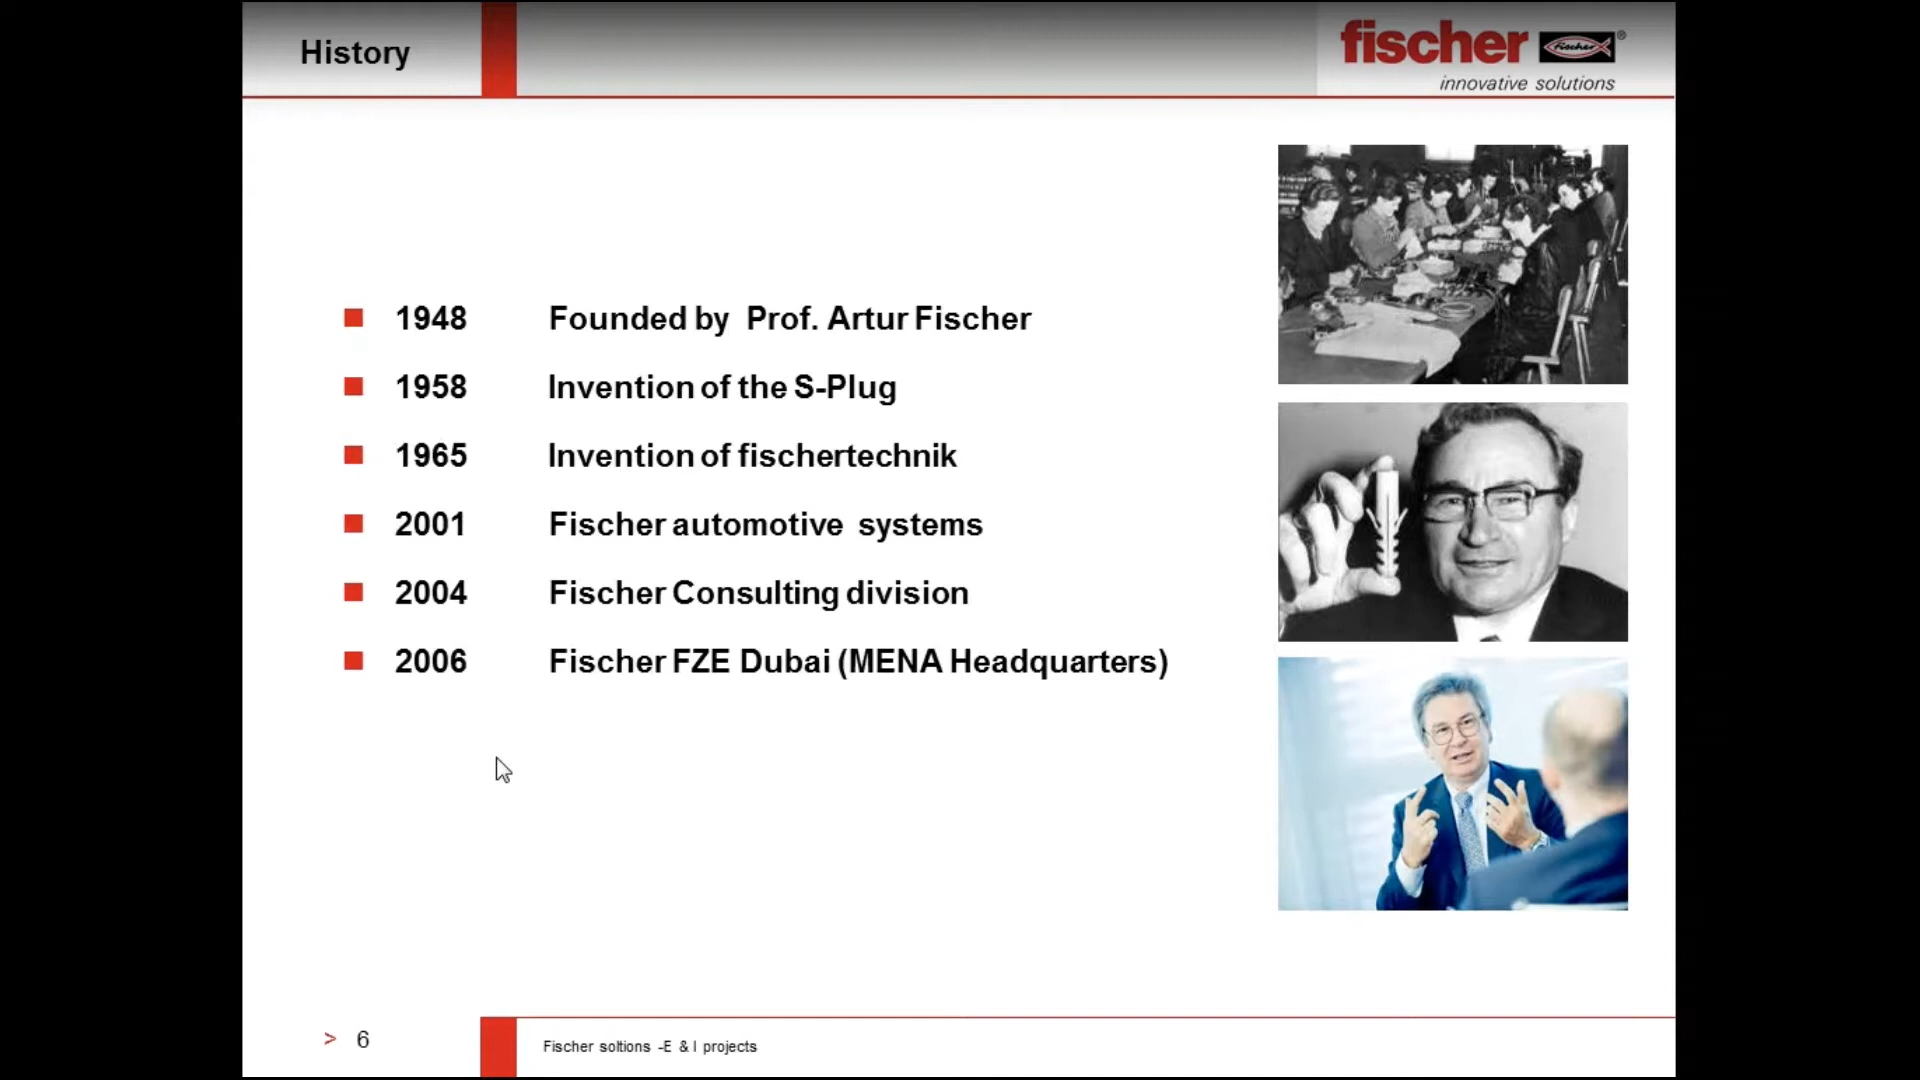 History
fischer fischer ®
innovative solutions
1948 Founded by Prof. Artur Fischer
1958 Invention of the S-Plug
1965 Invention of fischertechnik
2001 Fischer automotive systems
2004 Fischer Consulting division
2006 Fischer FZE Dubai (MENA Headquarters)
> 6
Fischer soltions -E & I projects